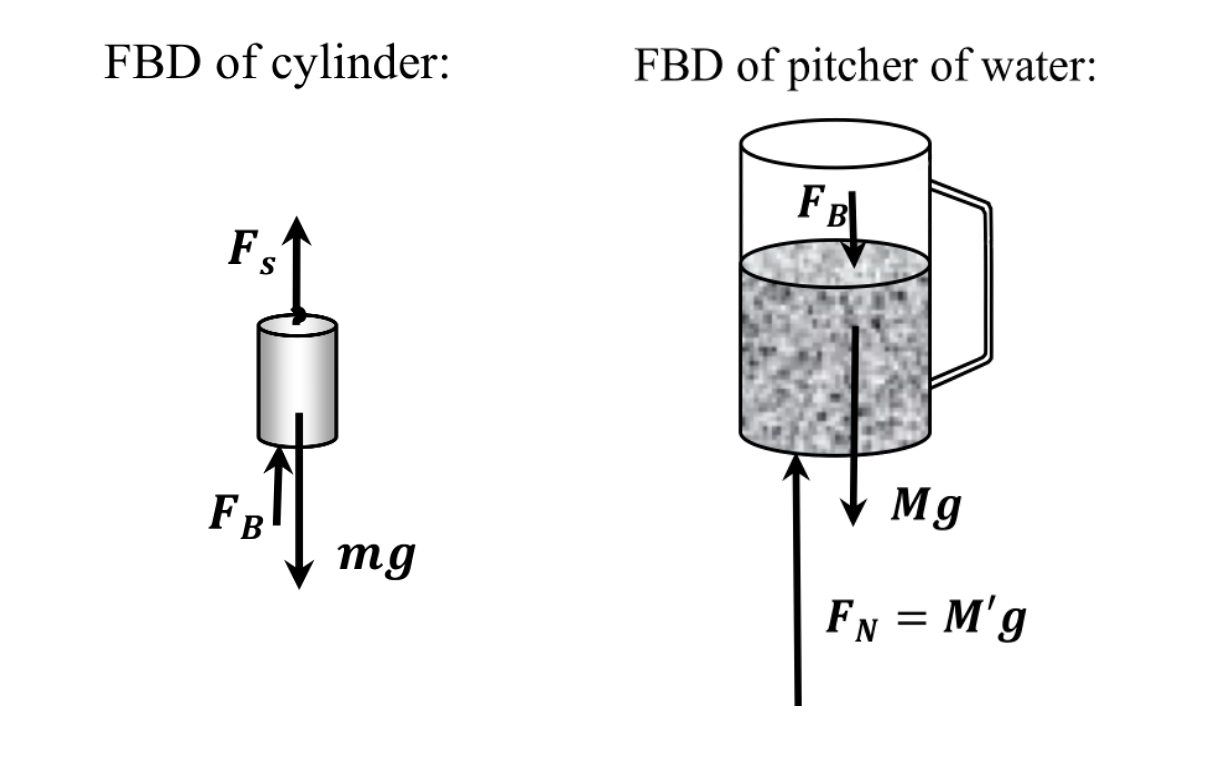 FBD of cylinder:
FBD of pitcher of water:
F_s
F_B
mg
F_B
Mg
F_N = M'g